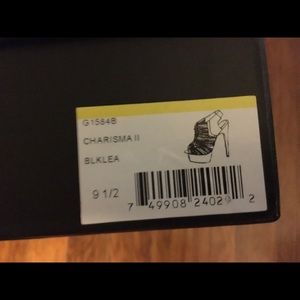 G1584B
CHARISMA II
BLKLEA
9 1/2
7 49908 24029 2